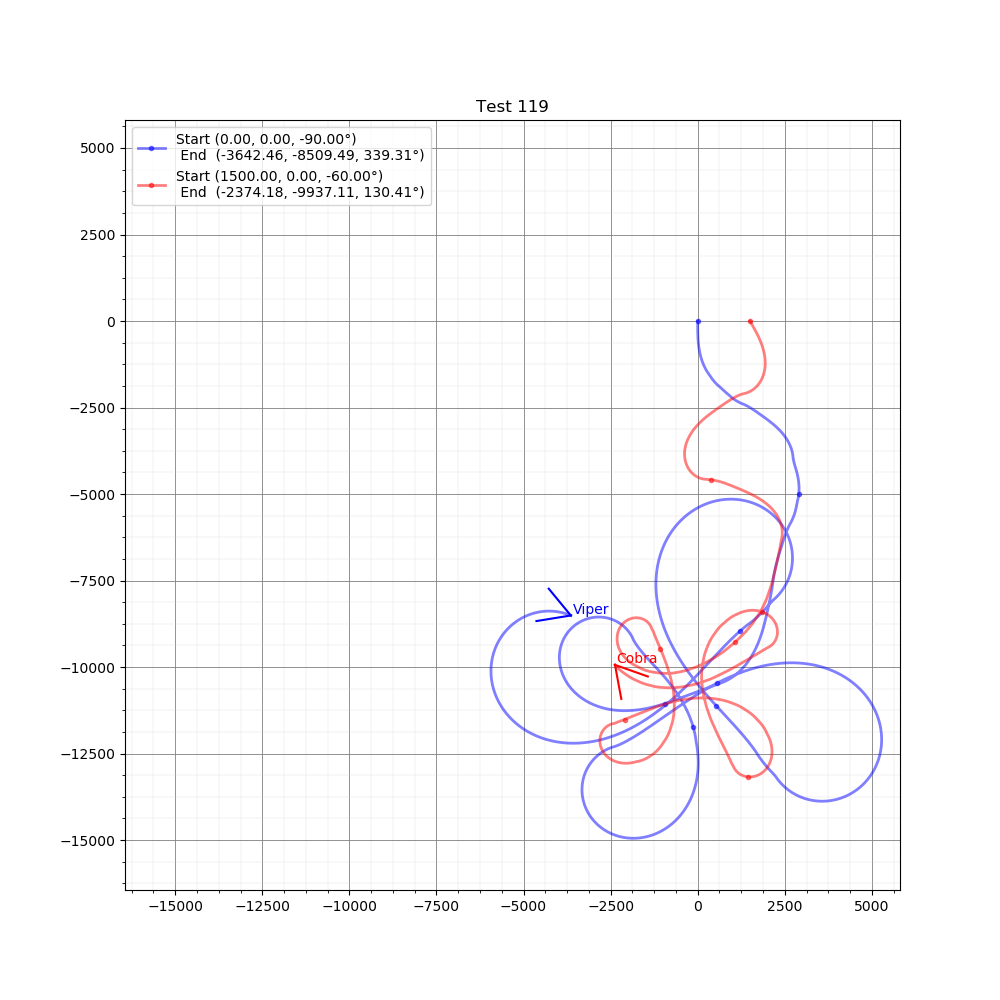 Test 119
Start (0.00, 0.00, -90.00°)
End  (-3642.46, -8509.49, 339.31°)
Start (1500.00, 0.00, -60.00°)
End  (-2374.18, -9937.11, 130.41°)
5000
2500
0
−2500
−5000
−7500
−10000
−12500
−15000
Viper
Cobra
−15000 −12500 −10000 −7500 −5000 −2500 0 2500 5000